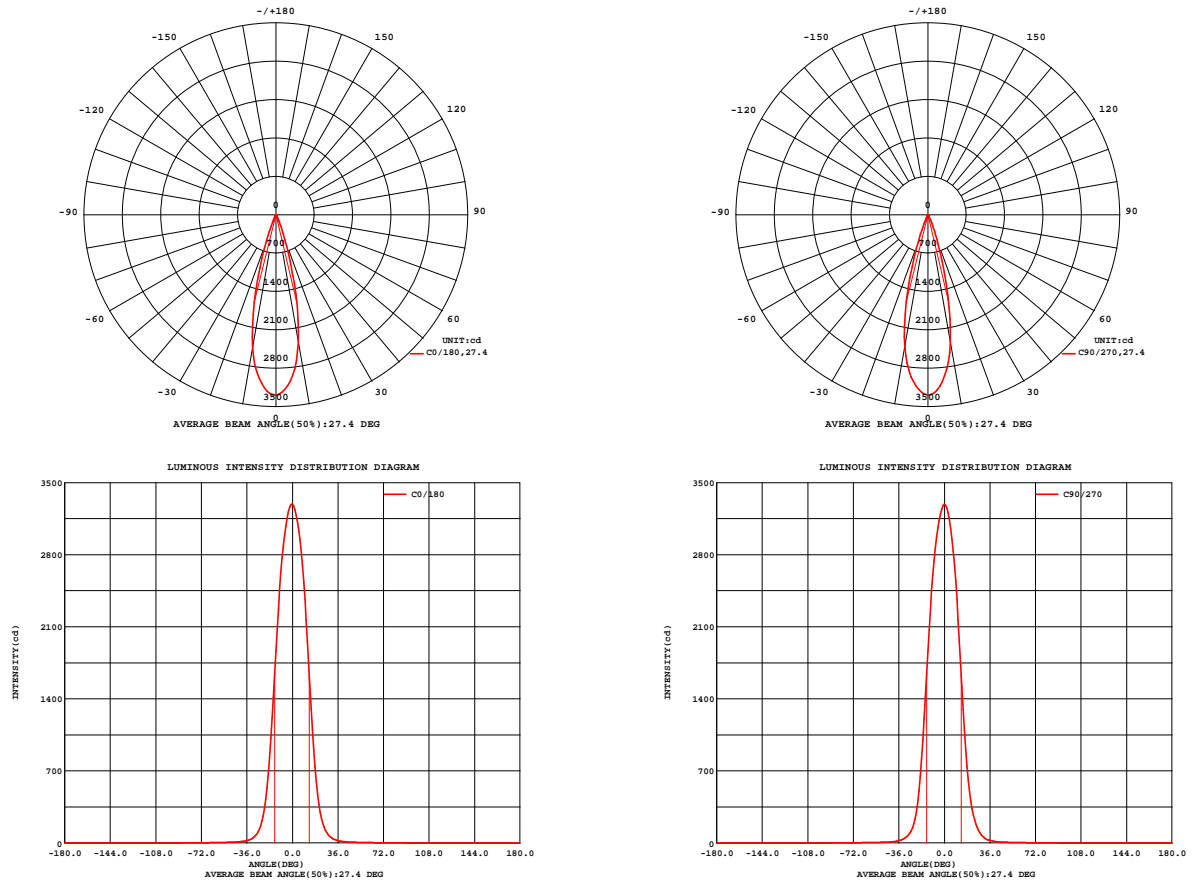 -/+180
-150 150
-120 120
-90 90
-60 60
-30 30
0
0
700
1400
2100
2800
3500
UNIT:cd
C0/180,27.4
AVERAGE BEAM ANGLE(50%):27.4 DEG
-/+180
-150 150
-120 120
-90 90
-60 60
-30 30
0
0
700
1400
2100
2800
3500
UNIT:cd
C90/270,27.4
AVERAGE BEAM ANGLE(50%):27.4 DEG
LUMINOUS INTENSITY DISTRIBUTION DIAGRAM
C0/180
INTENSITY(cd)
3500
2800
2100
1400
700
0
-180.0 -144.0 -108.0 -72.0 -36.0 0.0 36.0 72.0 108.0 144.0 180.0
ANGLE(DEG)
AVERAGE BEAM ANGLE(50%):27.4 DEG
LUMINOUS INTENSITY DISTRIBUTION DIAGRAM
C90/270
INTENSITY(cd)
3500
2800
2100
1400
700
0
-180.0 -144.0 -108.0 -72.0 -36.0 0.0 36.0 72.0 108.0 144.0 180.0
ANGLE(DEG)
AVERAGE BEAM ANGLE(50%):27.4 DEG